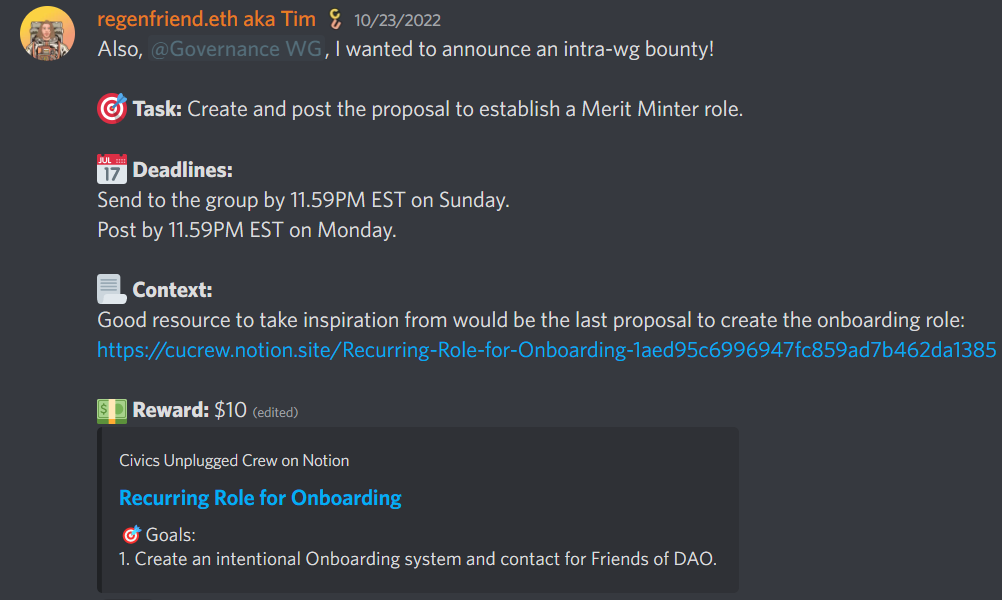 regenfriend.eth aka Tim 10/23/2022
Also, @Governance WG, I wanted to announce an intra-wg bounty!
Task: Create and post the proposal to establish a Merit Minter role.
JUL
17
Deadlines:
Send to the group by 11.59PM EST on Sunday.
Post by 11.59PM EST on Monday.
Context:
Good resource to take inspiration from would be the last proposal to create the onboarding role:
https://cucrew.notion.site/Recurring-Role-for-Onboarding-1aed95c6996947fc859ad7b462da1385
Reward: $10 (edited)
Civics Unplugged Crew on Notion
Recurring Role for Onboarding
Goals:
1. Create an intentional Onboarding system and contact for Friends of DAO.